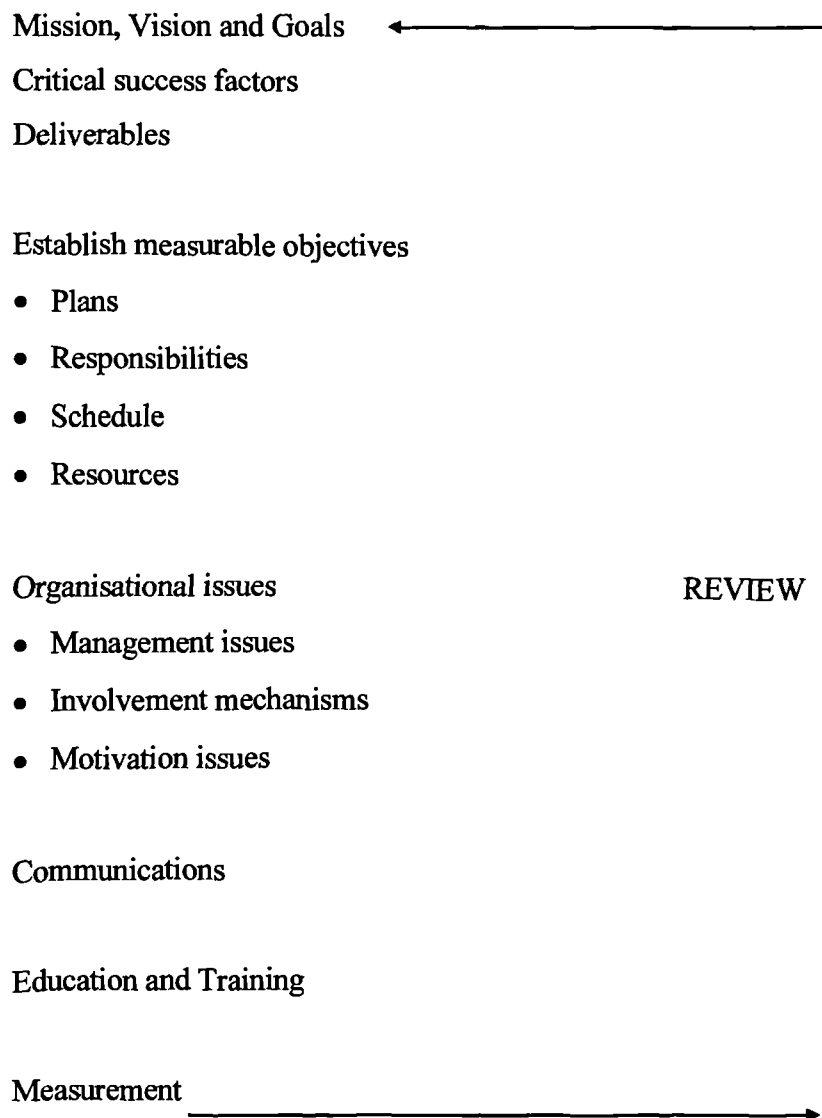 Mission, Vision and Goals
Critical success factors
Deliverables
Establish measurable objectives
• Plans
• Responsibilities
• Schedule
• Resources
Organisational issues
REVIEW
• Management issues
• Involvement mechanisms
• Motivation issues
Communications
Education and Training
Measurement